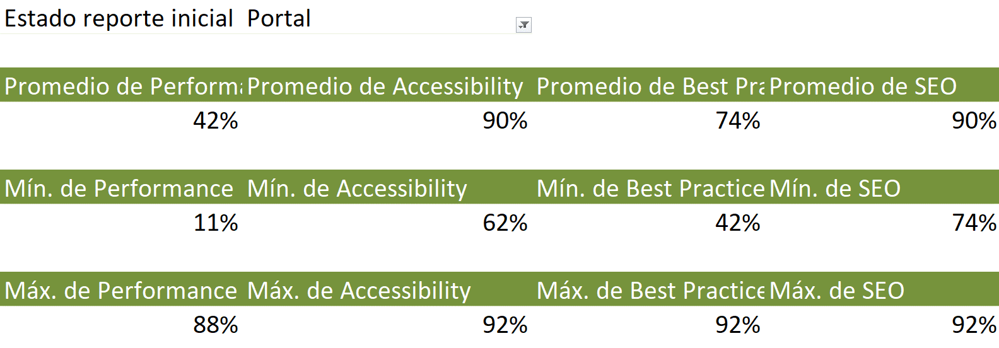 Estado reporte inicial Portal
Promedio de Performa Promedio de Accessibility Promedio de Best Pra Promedio de SEO
42% 90% 74% 90%
Mín. de Performance Mín. de Accessibility Mín. de Best Practice Mín. de SEO
11% 62% 42% 74%
Máx. de Performance Máx. de Accessibility Máx. de Best Practice Máx. de SEO
88% 92% 92% 92%